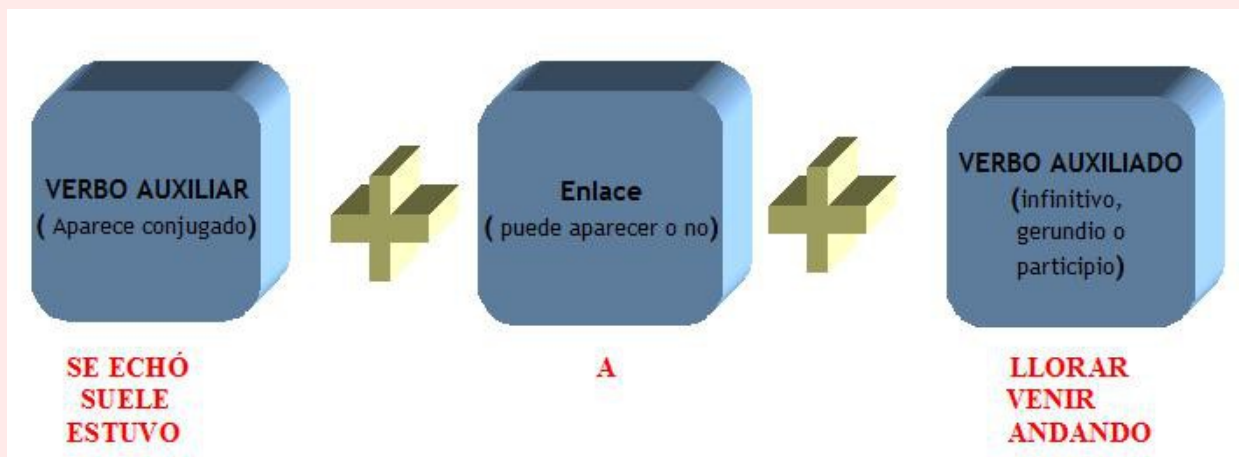 VERBO AUXILIAR
( Aparece conjugado)
Enlace
( puede aparecer o no)
VERBO AUXILIADO
(infinitivo,
gerundio o
participio)
SE ECHÓ
SUELE
ESTUVO
A
LLORAR
VENIR
ANDANDO